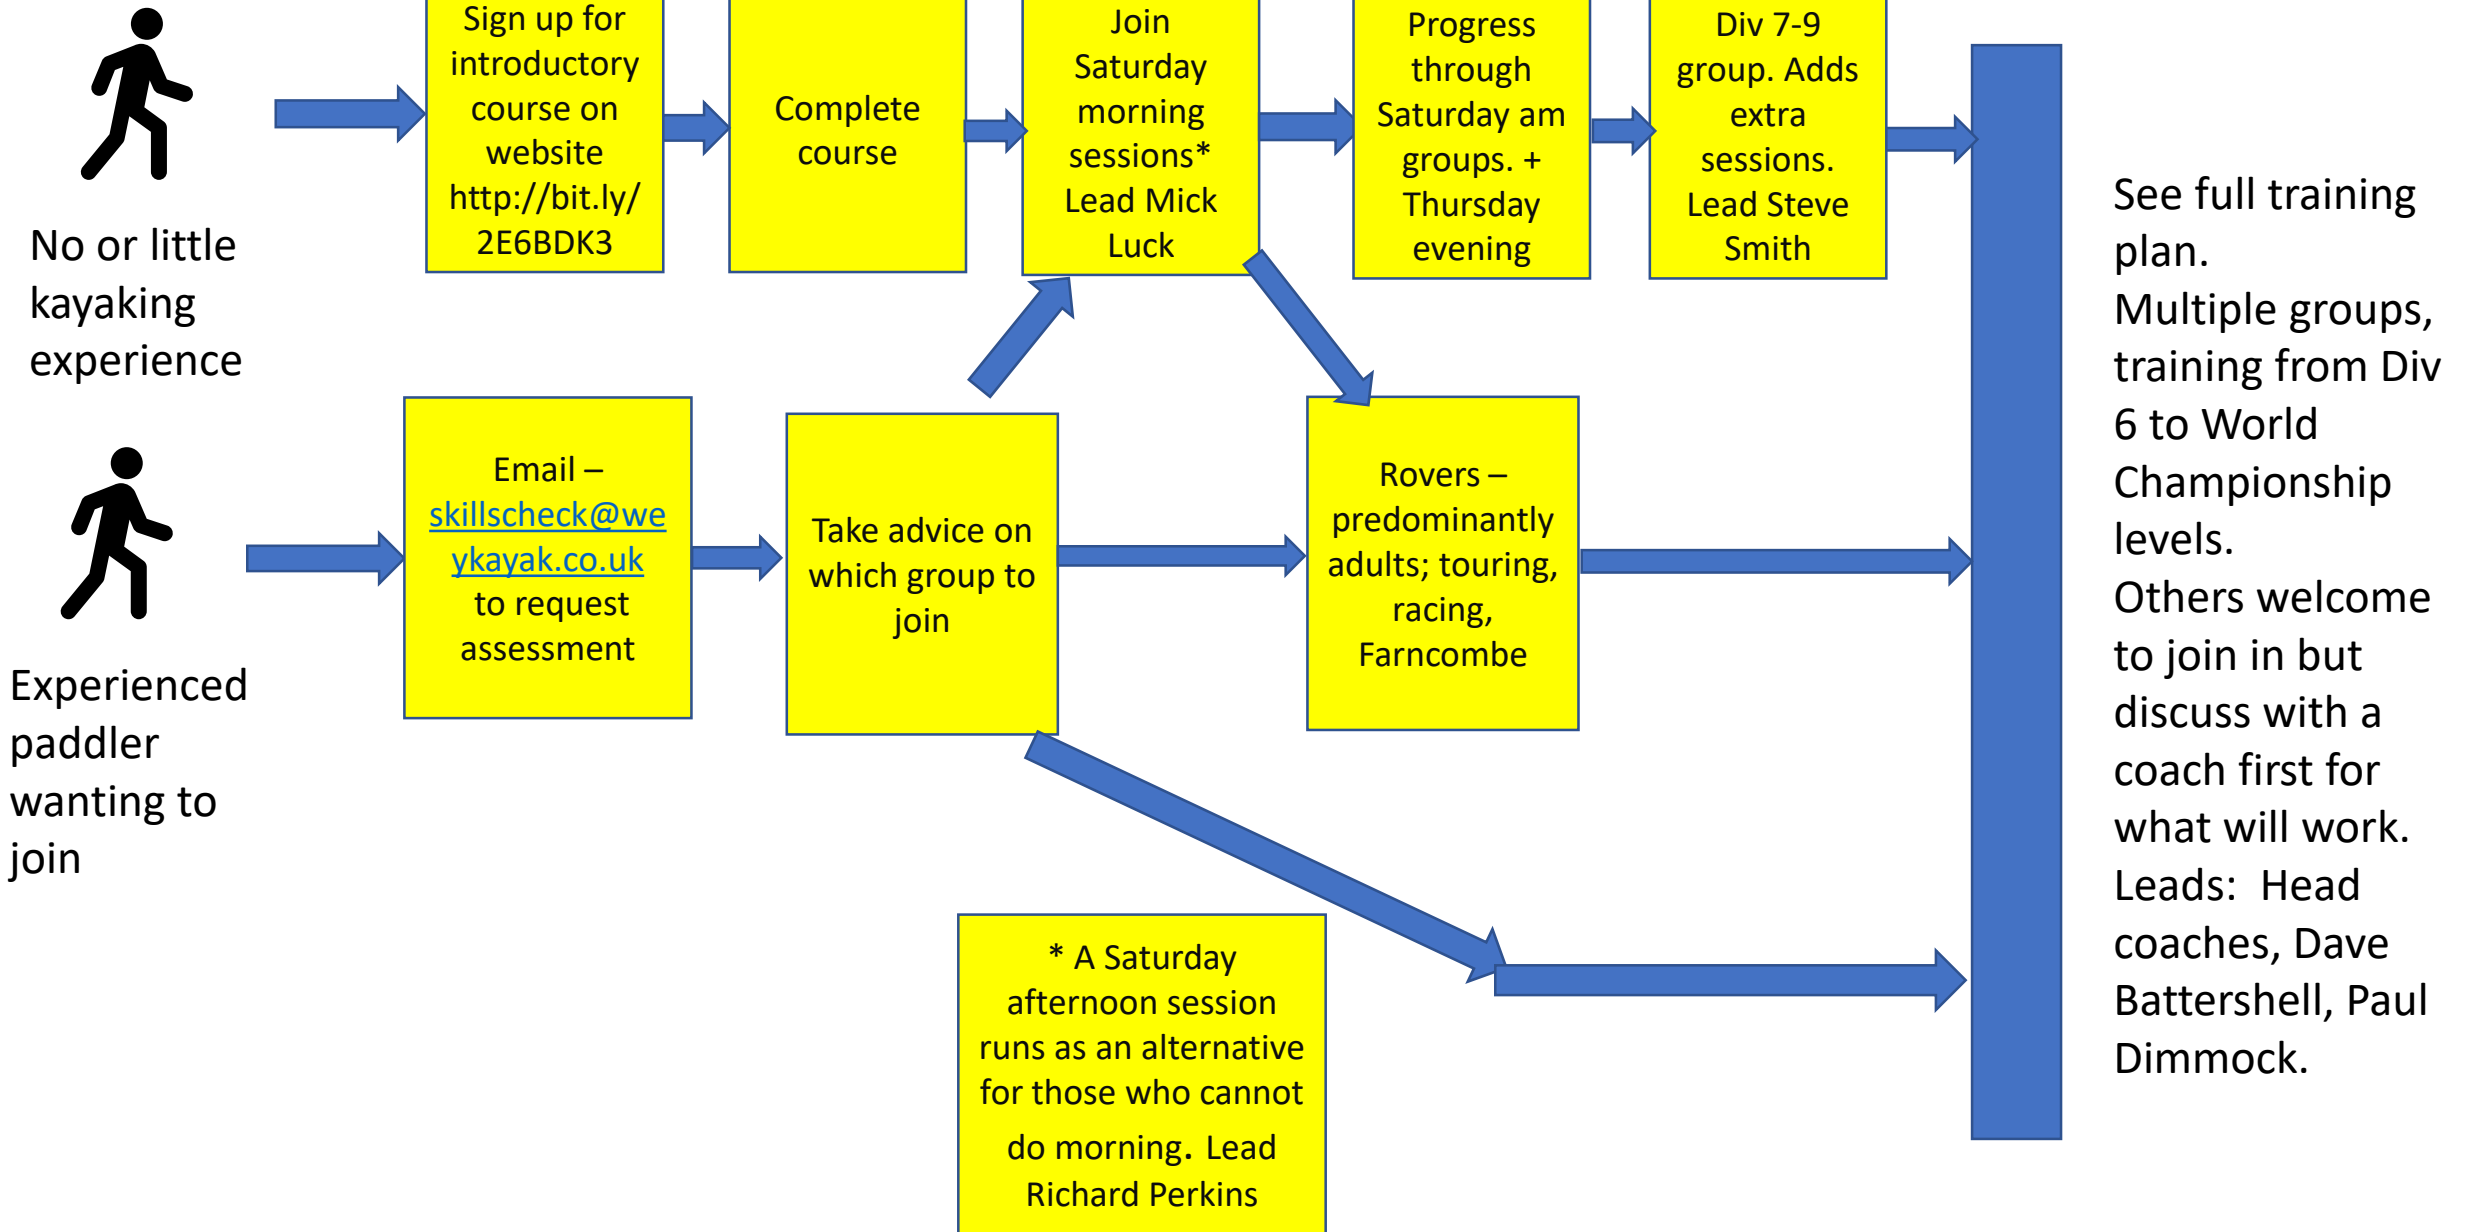 No or little
kayaking
experience
Sign up for
introductory
course on
website
http://bit.ly/
2E6BDK3
Complete
course
Join
Saturday
morning
sessions*
Lead Mick
Luck
Progress
through
Saturday am
groups. +
Thursday
evening
Div 7-9
group. Adds
extra
sessions.
Lead Steve
Smith
Experienced
paddler
wanting to
join
Email –
skillscheck@we
ykayak.co.uk
to request
assessment
Take advice on
which group to
join
Rovers –
predominantly
adults; touring,
racing,
Farncombe
* A Saturday
afternoon session
runs as an alternative
for those who cannot
do morning. Lead
Richard Perkins
See full training
plan.
Multiple groups,
training from Div
6 to World
Championship
levels.
Others welcome
to join in but
discuss with a
coach first for
what will work.
Leads:  Head
coaches, Dave
Battershell, Paul
Dimmock.